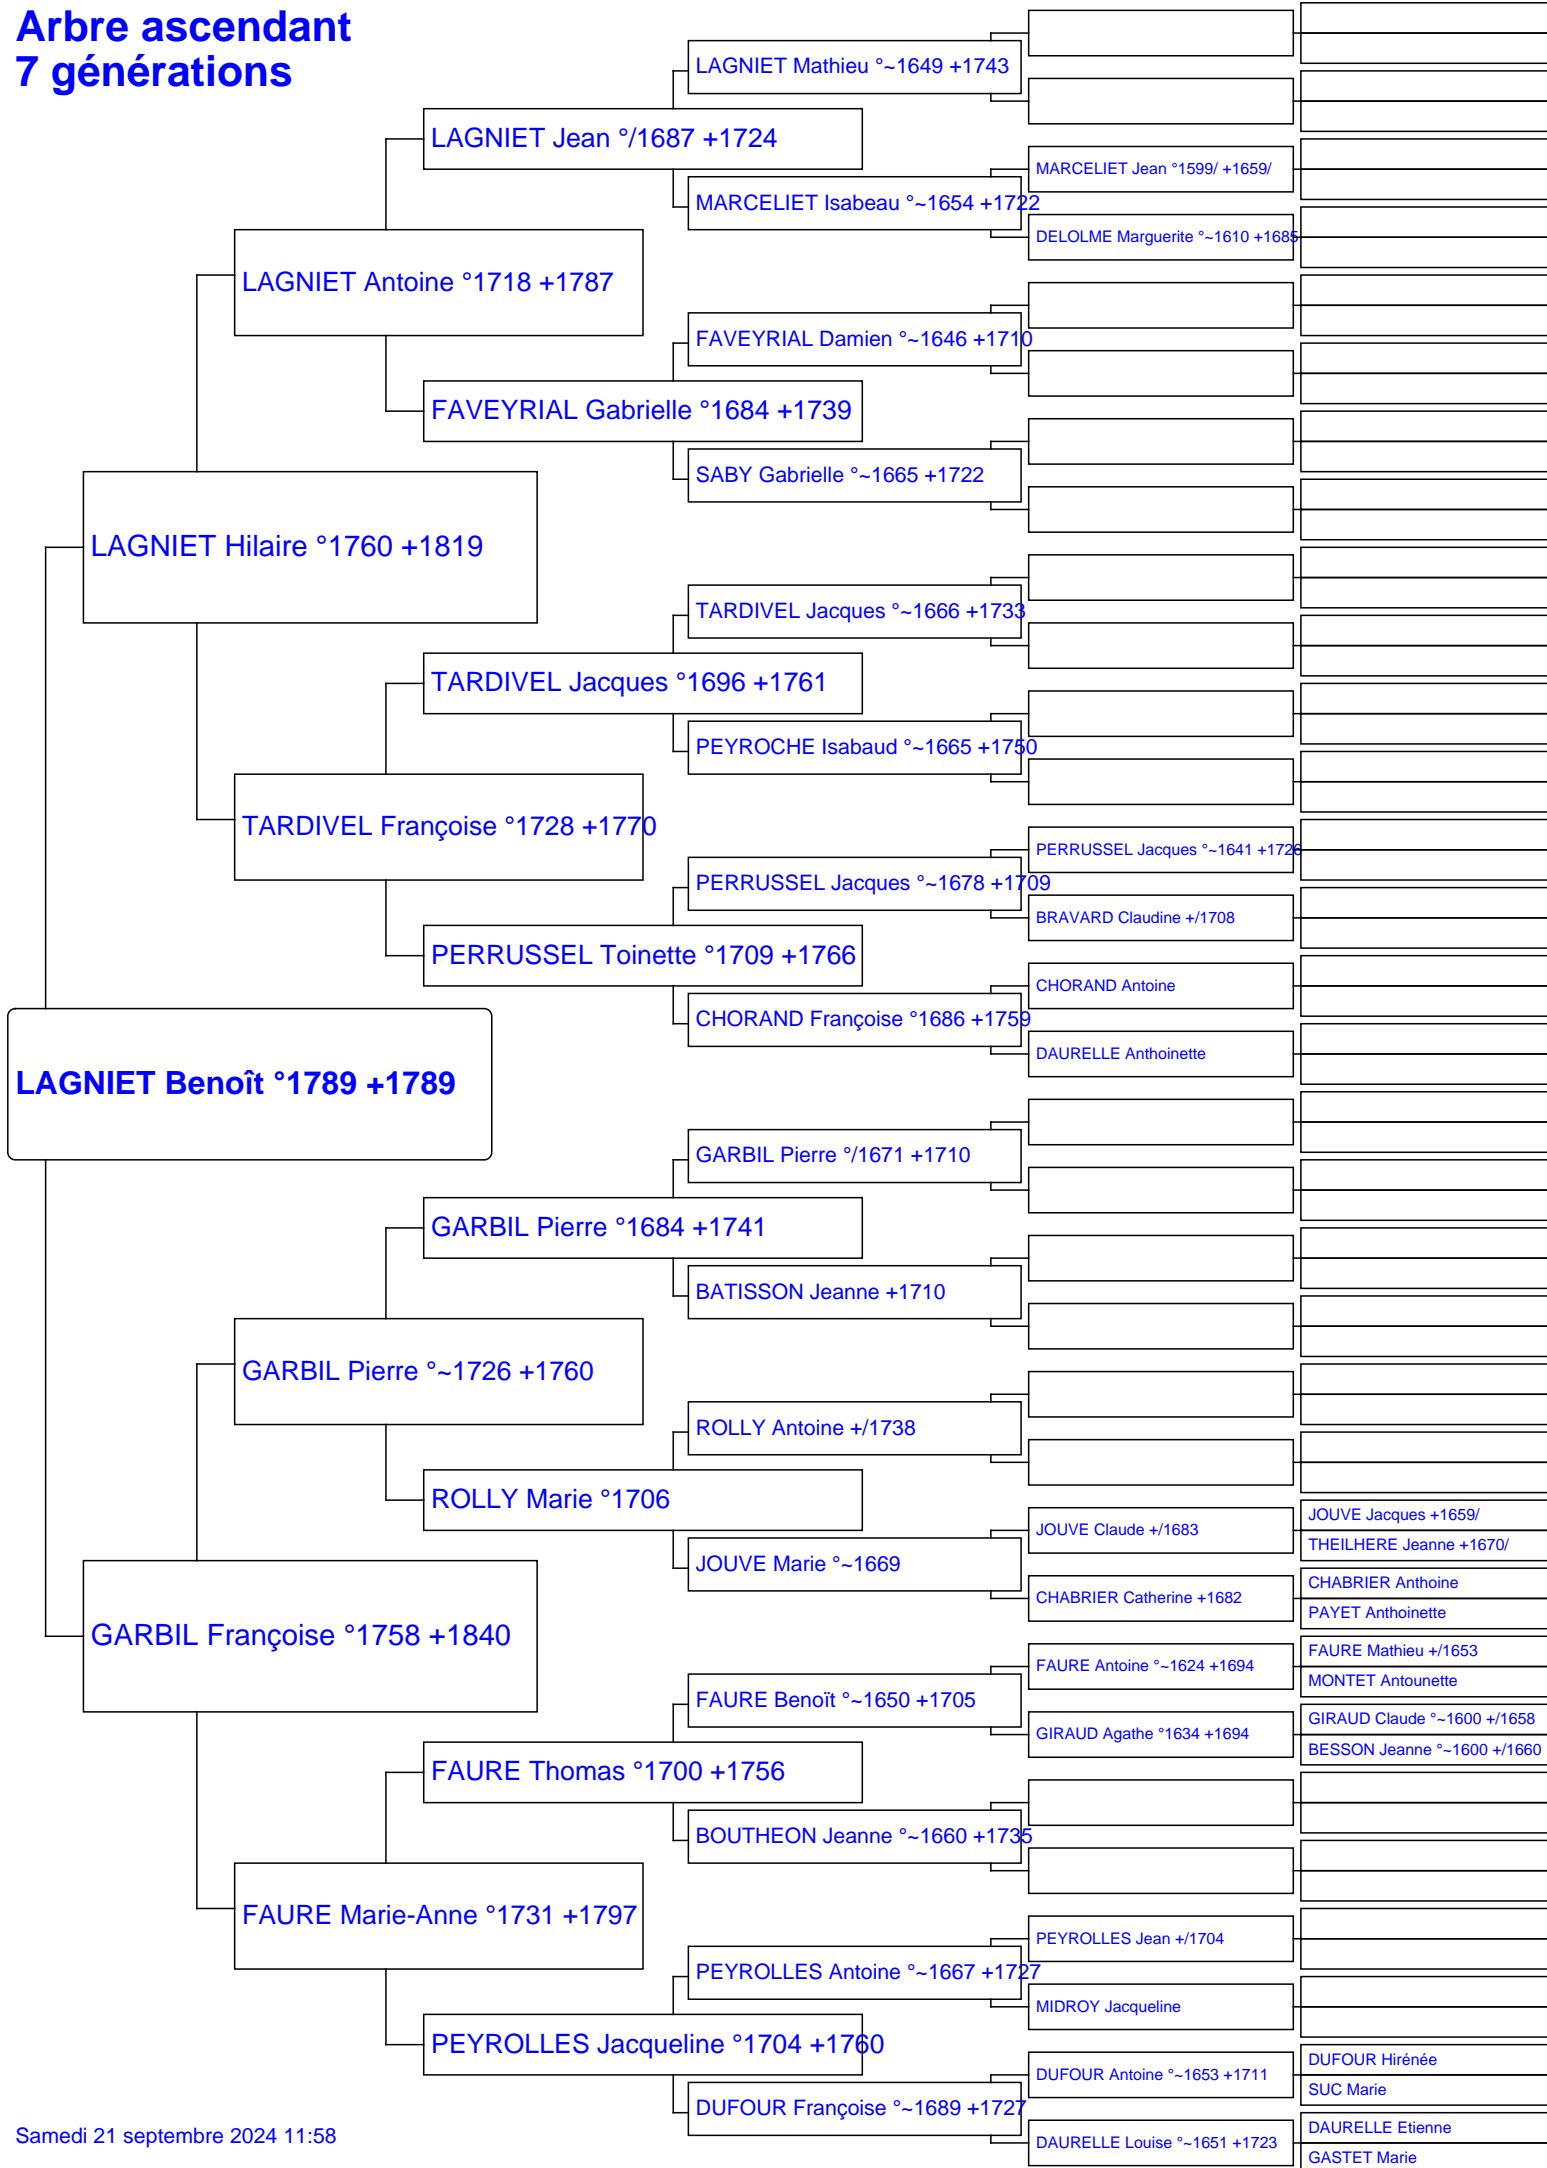 Arbre ascendant
7 générations
LAGNIET Mathieu °~1649 +1743
LAGNIET Jean °/1687 +1724
MARCELIET Jean °1599/ +1659/
MARCELIET Isabeau °~1654 +1722
DELOLME Marguerite °~1610 +1685
LAGNIET Antoine °1718 +1787
FAVEYRIAL Damien °~1646 +1710
FAVEYRIAL Gabrielle °1684 +1739
SABY Gabrielle °~1665 +1722
LAGNIET Hilaire °1760 +1819
TARDIVEL Jacques °~1666 +1733
TARDIVEL Jacques °1696 +1761
PEYROCHE Isabaud °~1665 +1750
TARDIVEL Françoise °1728 +1770
PERRUSSEL Jacques °~1641 +1726
PERRUSSEL Jacques °~1678 +1709
BRAVARD Claudine +/1708
PERRUSSEL Toinette °1709 +1766
CHORAND Antoine
CHORAND Françoise °1686 +1759
DAURELLE Anthoinette
LAGNIET Benoît °1789 +1789
GARBIL Pierre °/1671 +1710
GARBIL Pierre °1684 +1741
BATISSON Jeanne +1710
GARBIL Pierre °~1726 +1760
ROLLY Antoine +/1738
ROLLY Marie °1706
JOUVE Jacques +1659/
JOUVE Claude +/1683
THEILHERE Jeanne +1670/
JOUVE Marie °~1669
CHABRIER Anthoine
CHABRIER Catherine +1682
PAYET Anthoinette
GARBIL Françoise °1758 +1840
FAURE Mathieu +/1653
FAURE Antoine °~1624 +1694
MONTET Antounette
FAURE Benoït °~1650 +1705
GIRAUD Claude °~1600 +/1658
GIRAUD Agathe °1634 +1694
BESSON Jeanne °~1600 +/1660
FAURE Thomas °1700 +1756
BOUTHEON Jeanne °~1660 +1735
FAURE Marie-Anne °1731 +1797
PEYROLLES Jean +/1704
PEYROLLES Antoine °~1667 +1727
MIDROY Jacqueline
PEYROLLES Jacqueline °1704 +1760
DUFOUR Hirénée
DUFOUR Antoine °~1653 +1711
SUC Marie
DUFOUR Françoise °~1689 +1727
DAURELLE Etienne
DAURELLE Louise °~1651 +1723
GASTET Marie
Samedi 21 septembre 2024 11:58